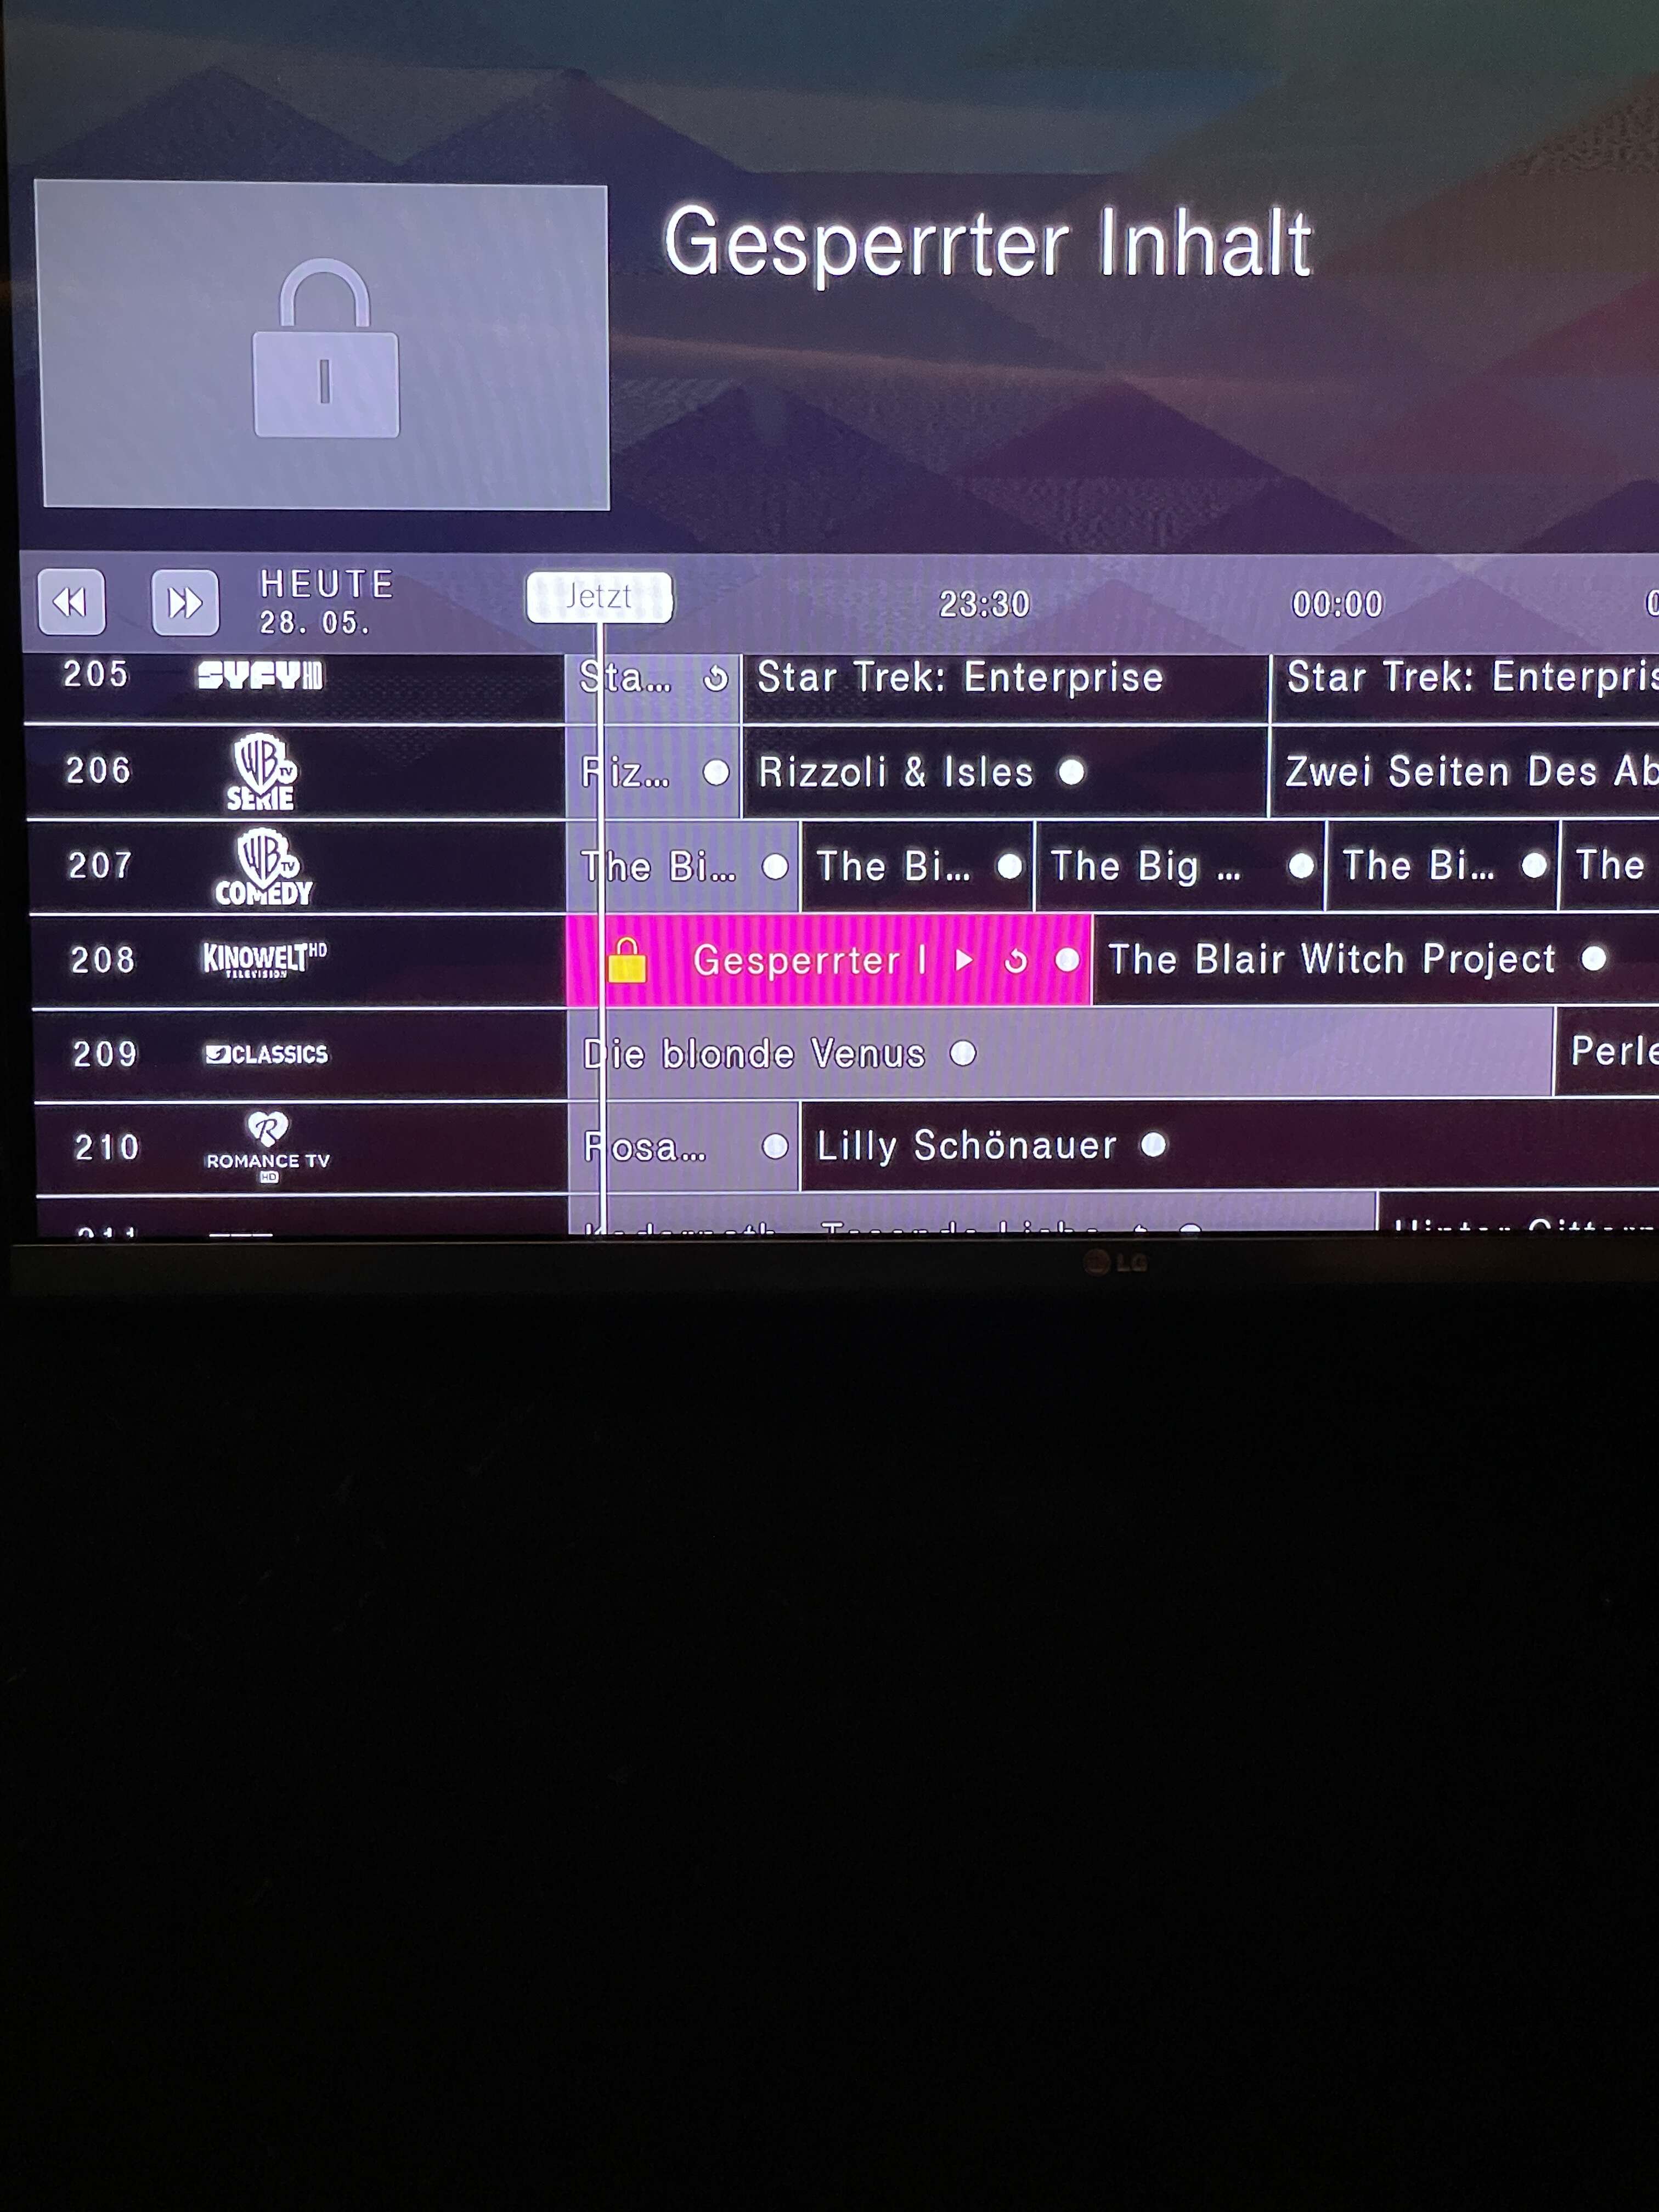 Gesperrter Inhalt
HEUTE
28. 05.
Jetzt
23:30
00:00
205 SYFY HD Sta... Star Trek: Enterprise Star Trek: Enterpris
206 WB TV SERIE Riz... Rizzoli & Isles Zwei Seiten Des Ab
207 WB TV COMEDY The Bi... The Bi... The Big ... The Bi... The
208 KINOWELT HD TELEVISION Gesperrter I The Blair Witch Project
209 CLASSICS Die blonde Venus Perle
210 R ROMANCE TV HD Rosa... Lilly Schönauer
211
LG